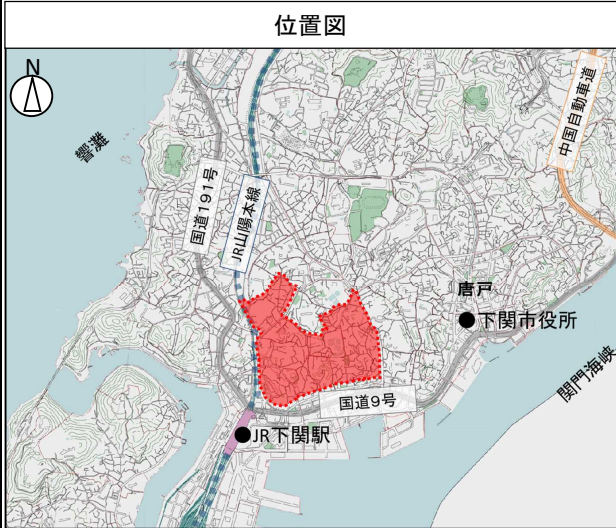 位置図
N
響灘
国道191号
JR山陽本線
中国自動車道
唐戸
下関市役所
関門海峡
国道9号
JR下関駅